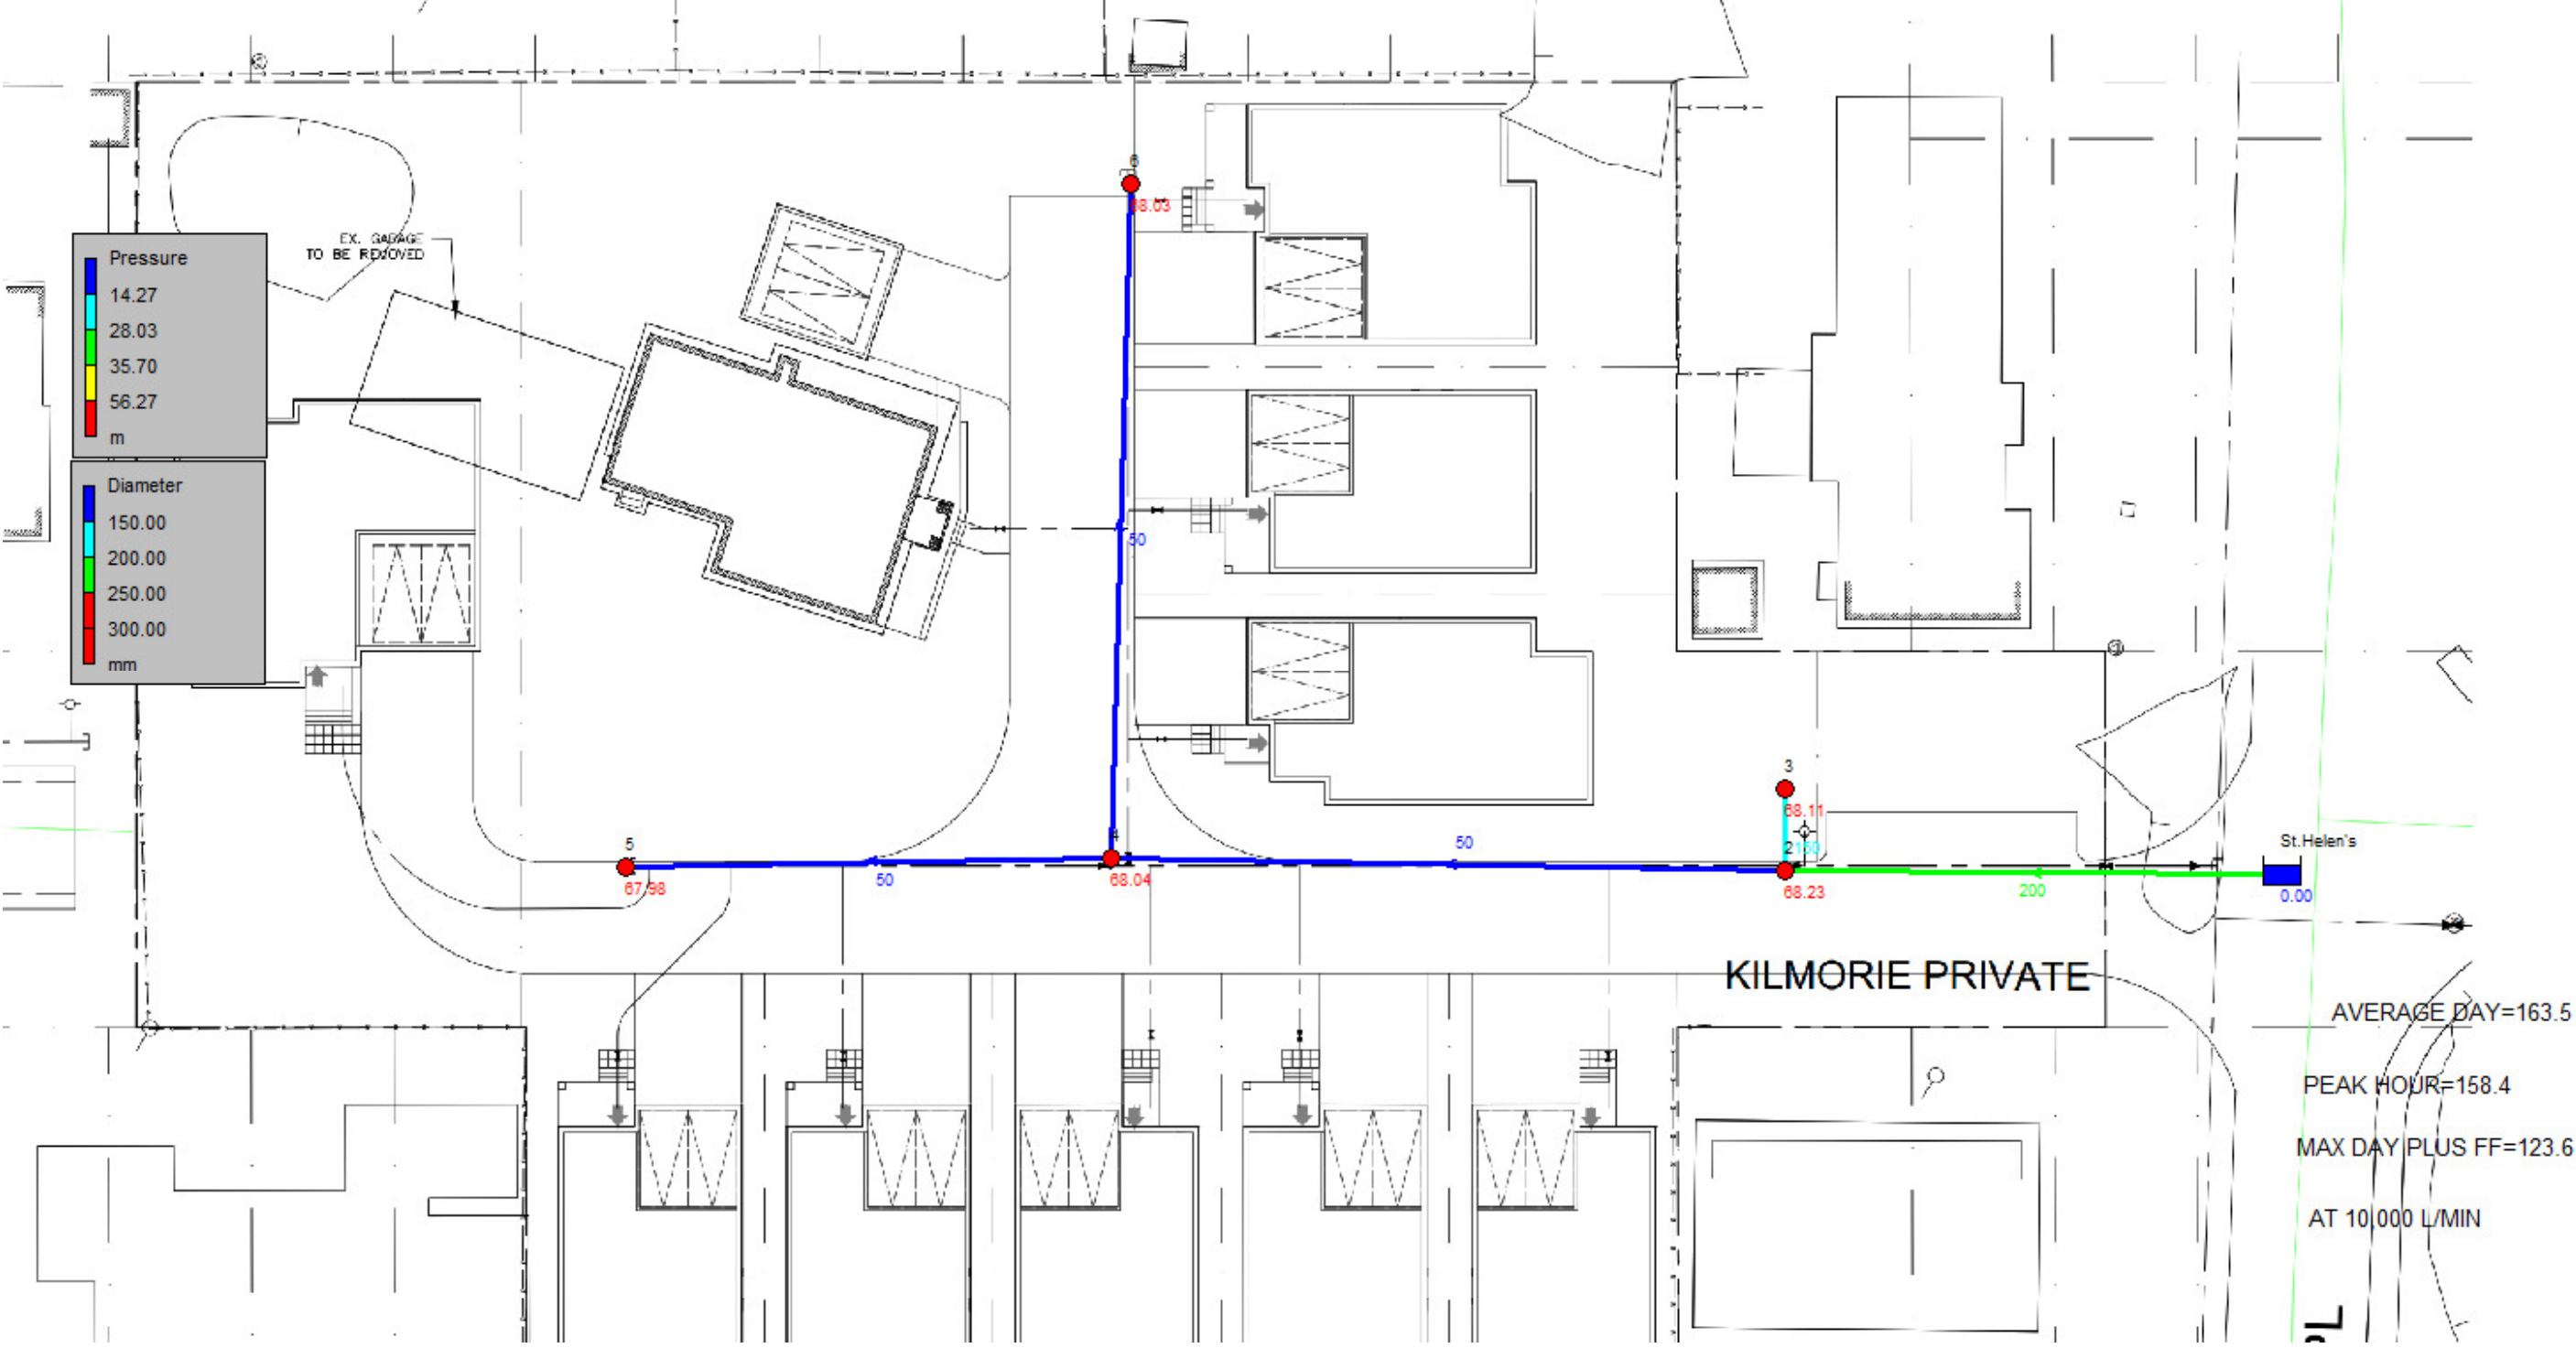 6
68.03
EX. GARAGE
TO BE REMOVED
Pressure
14.27
28.03
35.70
56.27
m
Diameter
150.00
200.00
250.00
300.00
mm
50
3
68.11
5
4
50
2
150
St.Helen's
67.98
50
68.04
68.23
200
0.00
KILMORIE PRIVATE
AVERAGE DAY=163.5
PEAK HOUR=158.4
MAX DAY PLUS FF=123.6
AT 10,000 L/MIN